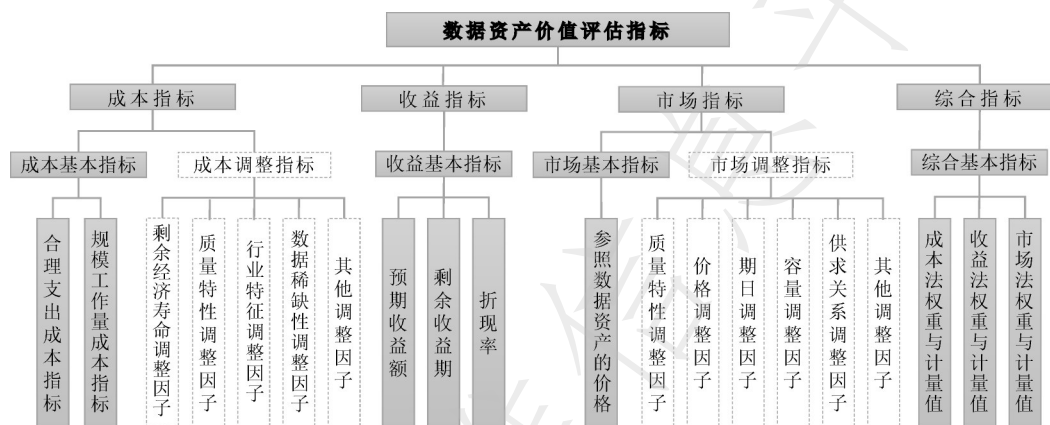 数据资产价值评估指标
成本指标
收益指标
市场指标
综合指标
成本基本指标
成本调整指标
收益基本指标
市场基本指标
市场调整指标
综合基本指标
合理支出成本指标
规模工作量成本指标
剩余经济寿命调整因子
质量特性调整因子
行业特征调整因子
数据稀缺性调整因子
其他调整因子
预期收益额
剩余收益期
折现率
参照数据资产的价格
质量特性调整因子
价格调整因子
期日调整因子
容量调整因子
供求关系调整因子
其他调整因子
成本法权重与计量值
收益法权重与计量值
市场法权重与计量值